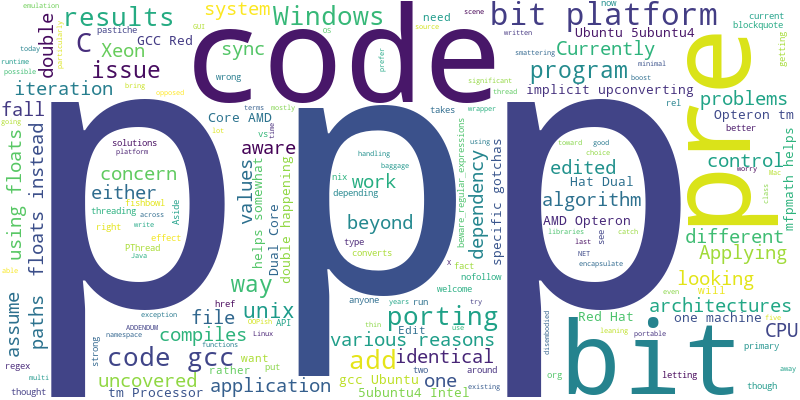 emulation
today
runtime
possible
particularly
double
results
pastiche
C
GCC Red
Xeon
issue
iteration
system
GUI
sync
wrong
Windows
os
code
prefer
source
scene
need
thread
bit platform
written
smattering
significant
Ubuntu 5ubuntu4
Currently
program
implicit upconverting
now
minimal
boost
rel
pre
current
blockquote
getting
problems
Opteron tm
better
control
mfpmath helps
worry
Mac
class
different
Applying
looking
will
even
architectures
going
fall
using floats
floats instead
able
assume
paths
regex
multi
thought
bring
opposed
lot
terms
mostly
vs
time
Core AMD
aware
values
helps somewhat
Dual Core
double happening
wrapper
takes
using
p
p
p
solutions
platform
concern
either
fishbowl
threading
across
right
write
Aside
effect
PThread
Java
handling
baggage
nix
work
depending
beyond
type
converts
x
beware_regular_expressions
dependency
specific gotchas
toward
good
choice
edited
Hat Dual
algorithm
AMD Opteron
libraries
see
catch
last
NET
encapsulate
way
href
file
unix
API
exception
OOFish
ADDENDUM
Linux
compiles
namespace
functions
strong
code gcc
uncovered
want
rather
put
application
tm Processor
fact
nofollow
anyone
years
run
welcome
try
porting
thin
Edit
use
various reasons
add
identical
two
around
gcc Ubuntu
one
existing
5ubuntu4 Intel
disembodied
org
bit
Red Hat
one machine
five
CPU
leaning
portable
primary
letting
away
though